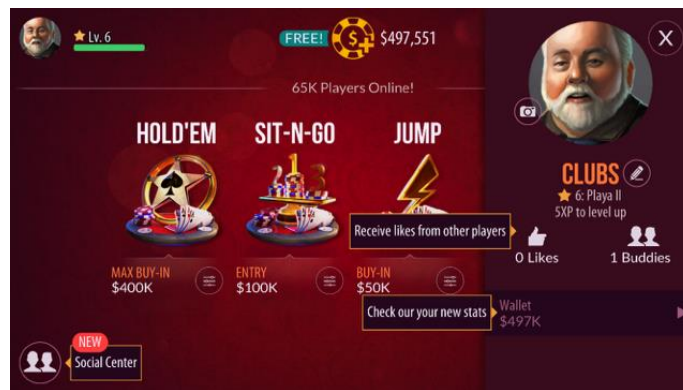 Lv. 6
FREE!
$497,551
65K Players Online!
HOLD'EM
SIT-N-GO
JUMP
MAX BUY-IN
$400K
ENTRY
$100K
BUY-IN
$50K
NEW
Social Center
X
CLUBS
6: Playa II
5XP to level up
Receive likes from other players
0 Likes
1 Buddies
Check our your new stats
Wallet
$497K